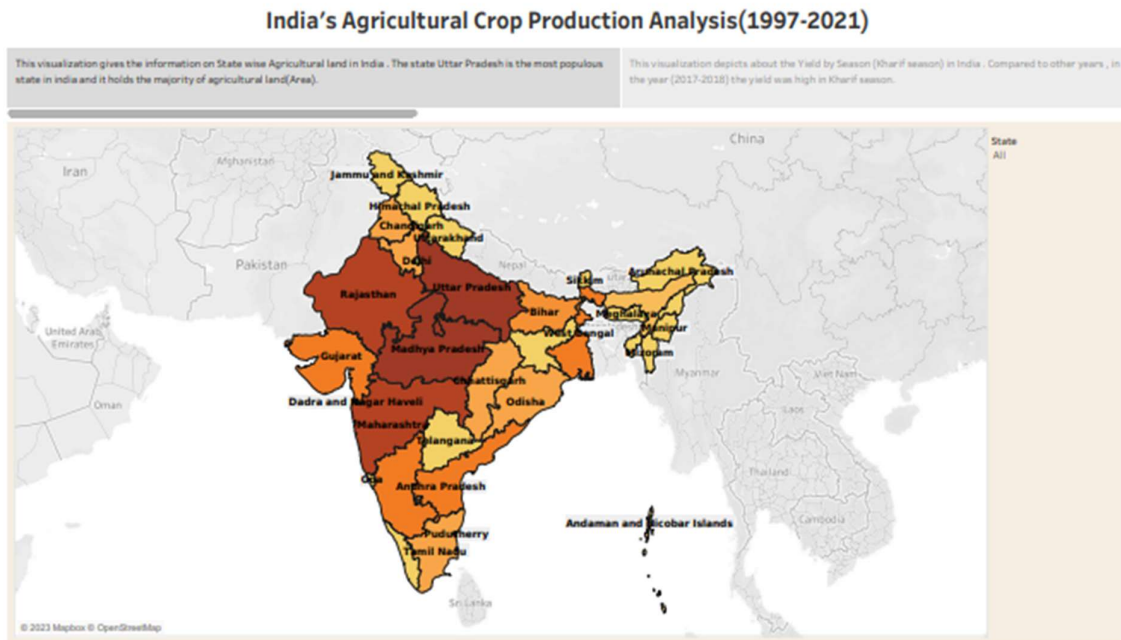 India's Agricultural Crop Production Analysis(1997-2021)
This visualization gives the information on State wise Agricultural land in India . The state Uttar Pradesh is the most populous
state in india and it holds the majority of agricultural land(Area).
This visualization depicts about the Yield by Season (Kharif season) in India . Compared to other years , in
the year (2017-2018) the yield was high in Kharif season.
State
All
China
Iran
Afghanistan
Jammu and Kashmir
Himachal Pradesh
Chandigarh
Uttarakhand
Pakistan
Delhi
Nepal
Arunachal Pradesh
Sikkim
Rajasthan
Uttar Pradesh
Bihar
Meghalaya
Manipur
West Bengal
United Arab
Emirates
Madhya Pradesh
Gujarat
Mizoram
Myanmar
Vietnam
Chhattisgarh
Oman
Dadra and Nagar Haveli
Odisha
Laos
Maharashtra
Telangana
Thailand
Goa
Andhra Pradesh
Andaman and Nicobar Islands
Cambodia
Puducherry
Tamil Nadu
Sri Lanka
© 2023 Mapbox © OpenStreetMap